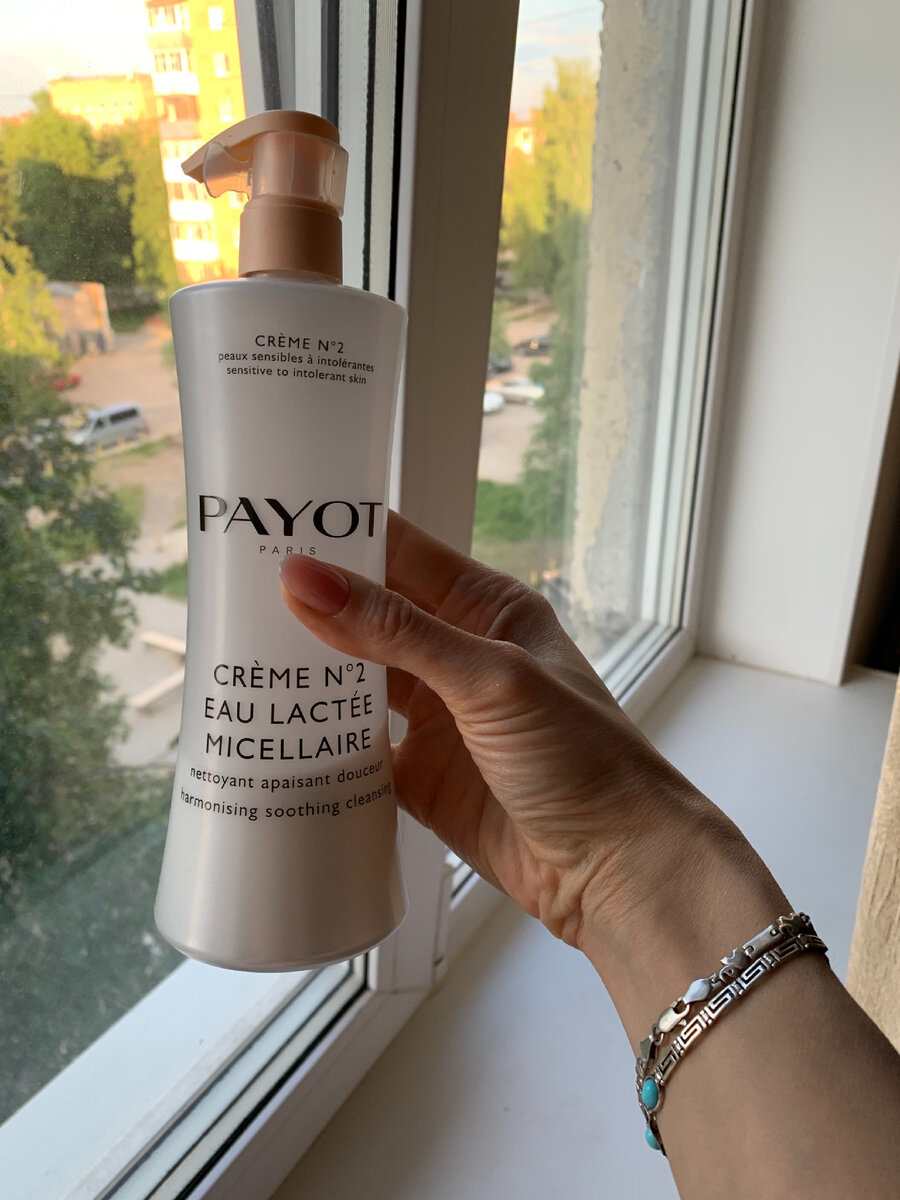 CRÈME N°2
peaux sensibles à intolérantes
sensitive to intolerant skin
PAYOT
PARIS
CRÈME N°2
EAU LACTÉE
MICELLAIRE
nettoyant apaisant douceur
harmonising soothing cleansing